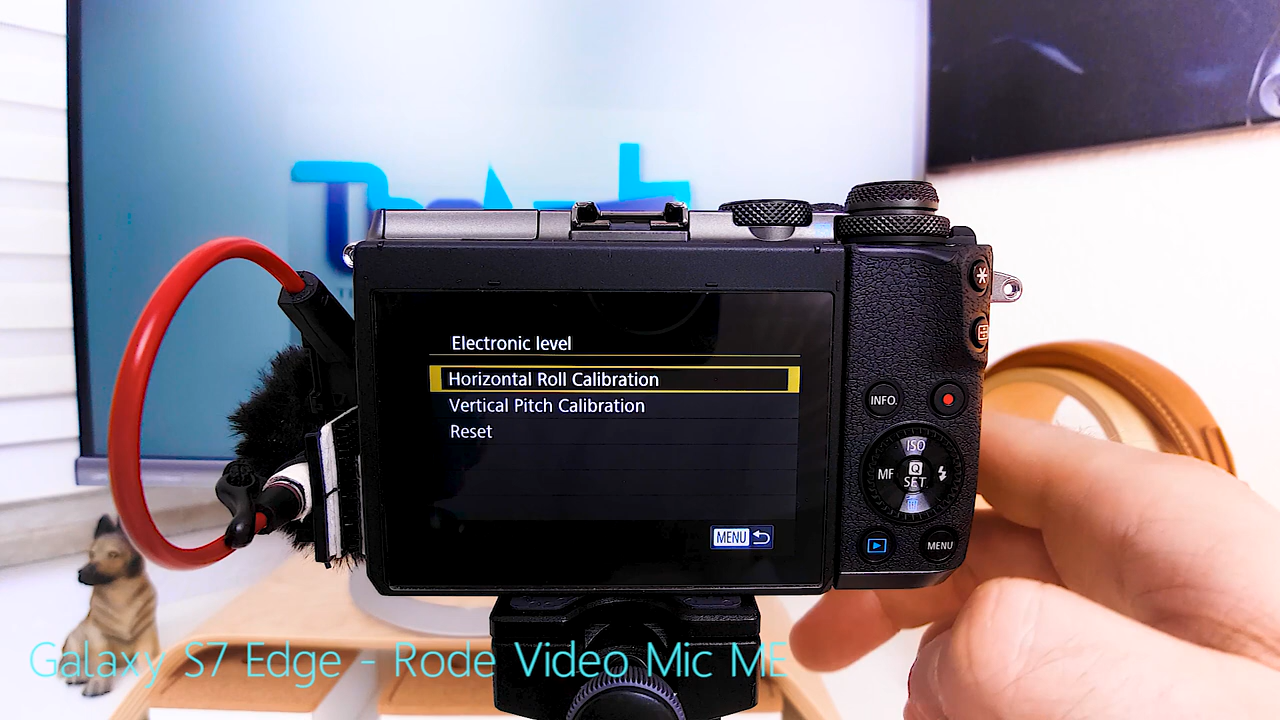 Electronic level
Horizontal Roll Calibration
Vertical Pitch Calibration
Reset
MENU
INFO.
ISO
MF
Q
SET
MENU
Galaxy S7 Edge - Rode Video Mic ME